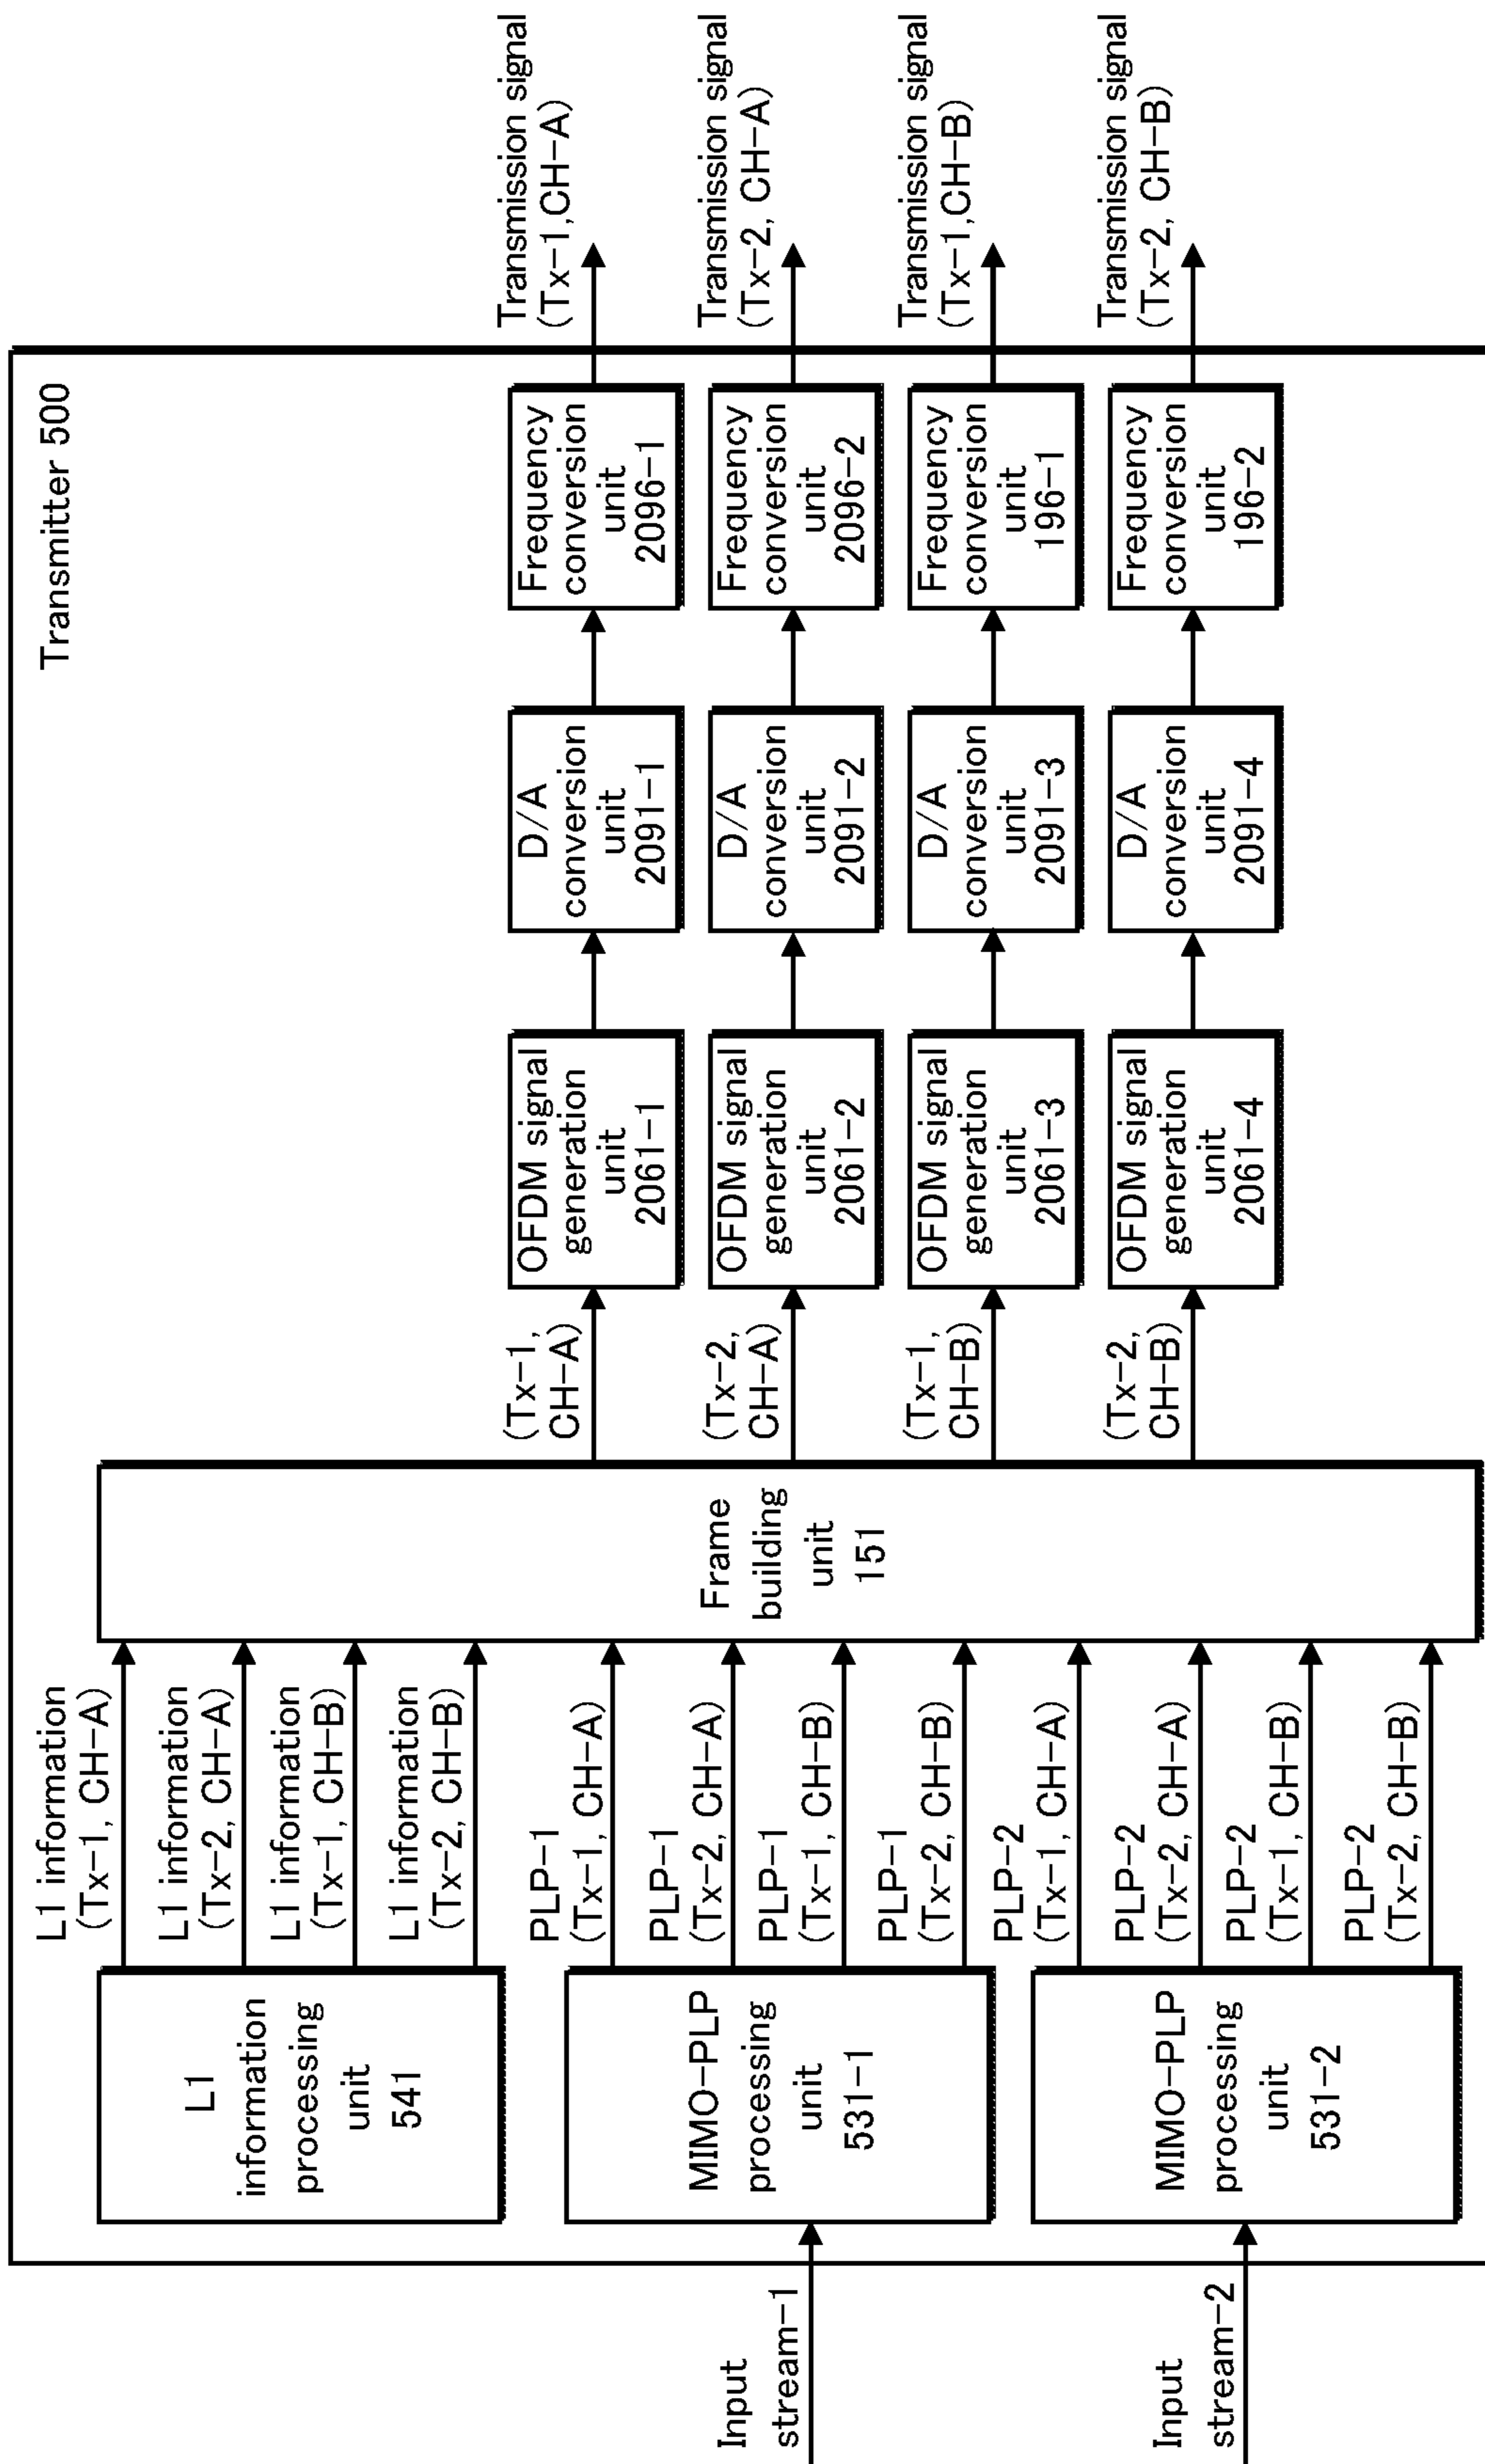 Transmitter 500
Input
stream-1
Input
stream-2
L1
information
processing
unit
541
MIMO-PLP
processing
unit
531-1
MIMO-PLP
processing
unit
531-2
L1 information
(Tx-1, CH-A)
L1 information
(Tx-2, CH-A)
L1 information
(Tx-1, CH-B)
L1 information
(Tx-2, CH-B)
PLP-1
(Tx-1, CH-A)
PLP-1
(Tx-2, CH-A)
PLP-1
(Tx-1, CH-B)
PLP-1
(Tx-2, CH-B)
PLP-2
(Tx-1, CH-A)
PLP-2
(Tx-2, CH-A)
PLP-2
(Tx-1, CH-B)
PLP-2
(Tx-2, CH-B)
Frame
building
unit
151
(Tx-1,
CH-A)
(Tx-2,
CH-A)
(Tx-1,
CH-B)
(Tx-2,
CH-B)
OFDM signal
generation
unit
2061-1
OFDM signal
generation
unit
2061-2
OFDM signal
generation
unit
2061-3
OFDM signal
generation
unit
2061-4
D/A
conversion
unit
2091-1
D/A
conversion
unit
2091-2
D/A
conversion
unit
2091-3
D/A
conversion
unit
2091-4
Frequency
conversion
unit
2096-1
Frequency
conversion
unit
2096-2
Frequency
conversion
unit
196-1
Frequency
conversion
unit
196-2
Transmission signal
(Tx-1,CH-A)
Transmission signal
(Tx-2, CH-A)
Transmission signal
(Tx-1,CH-B)
Transmission signal
(Tx-2, CH-B)